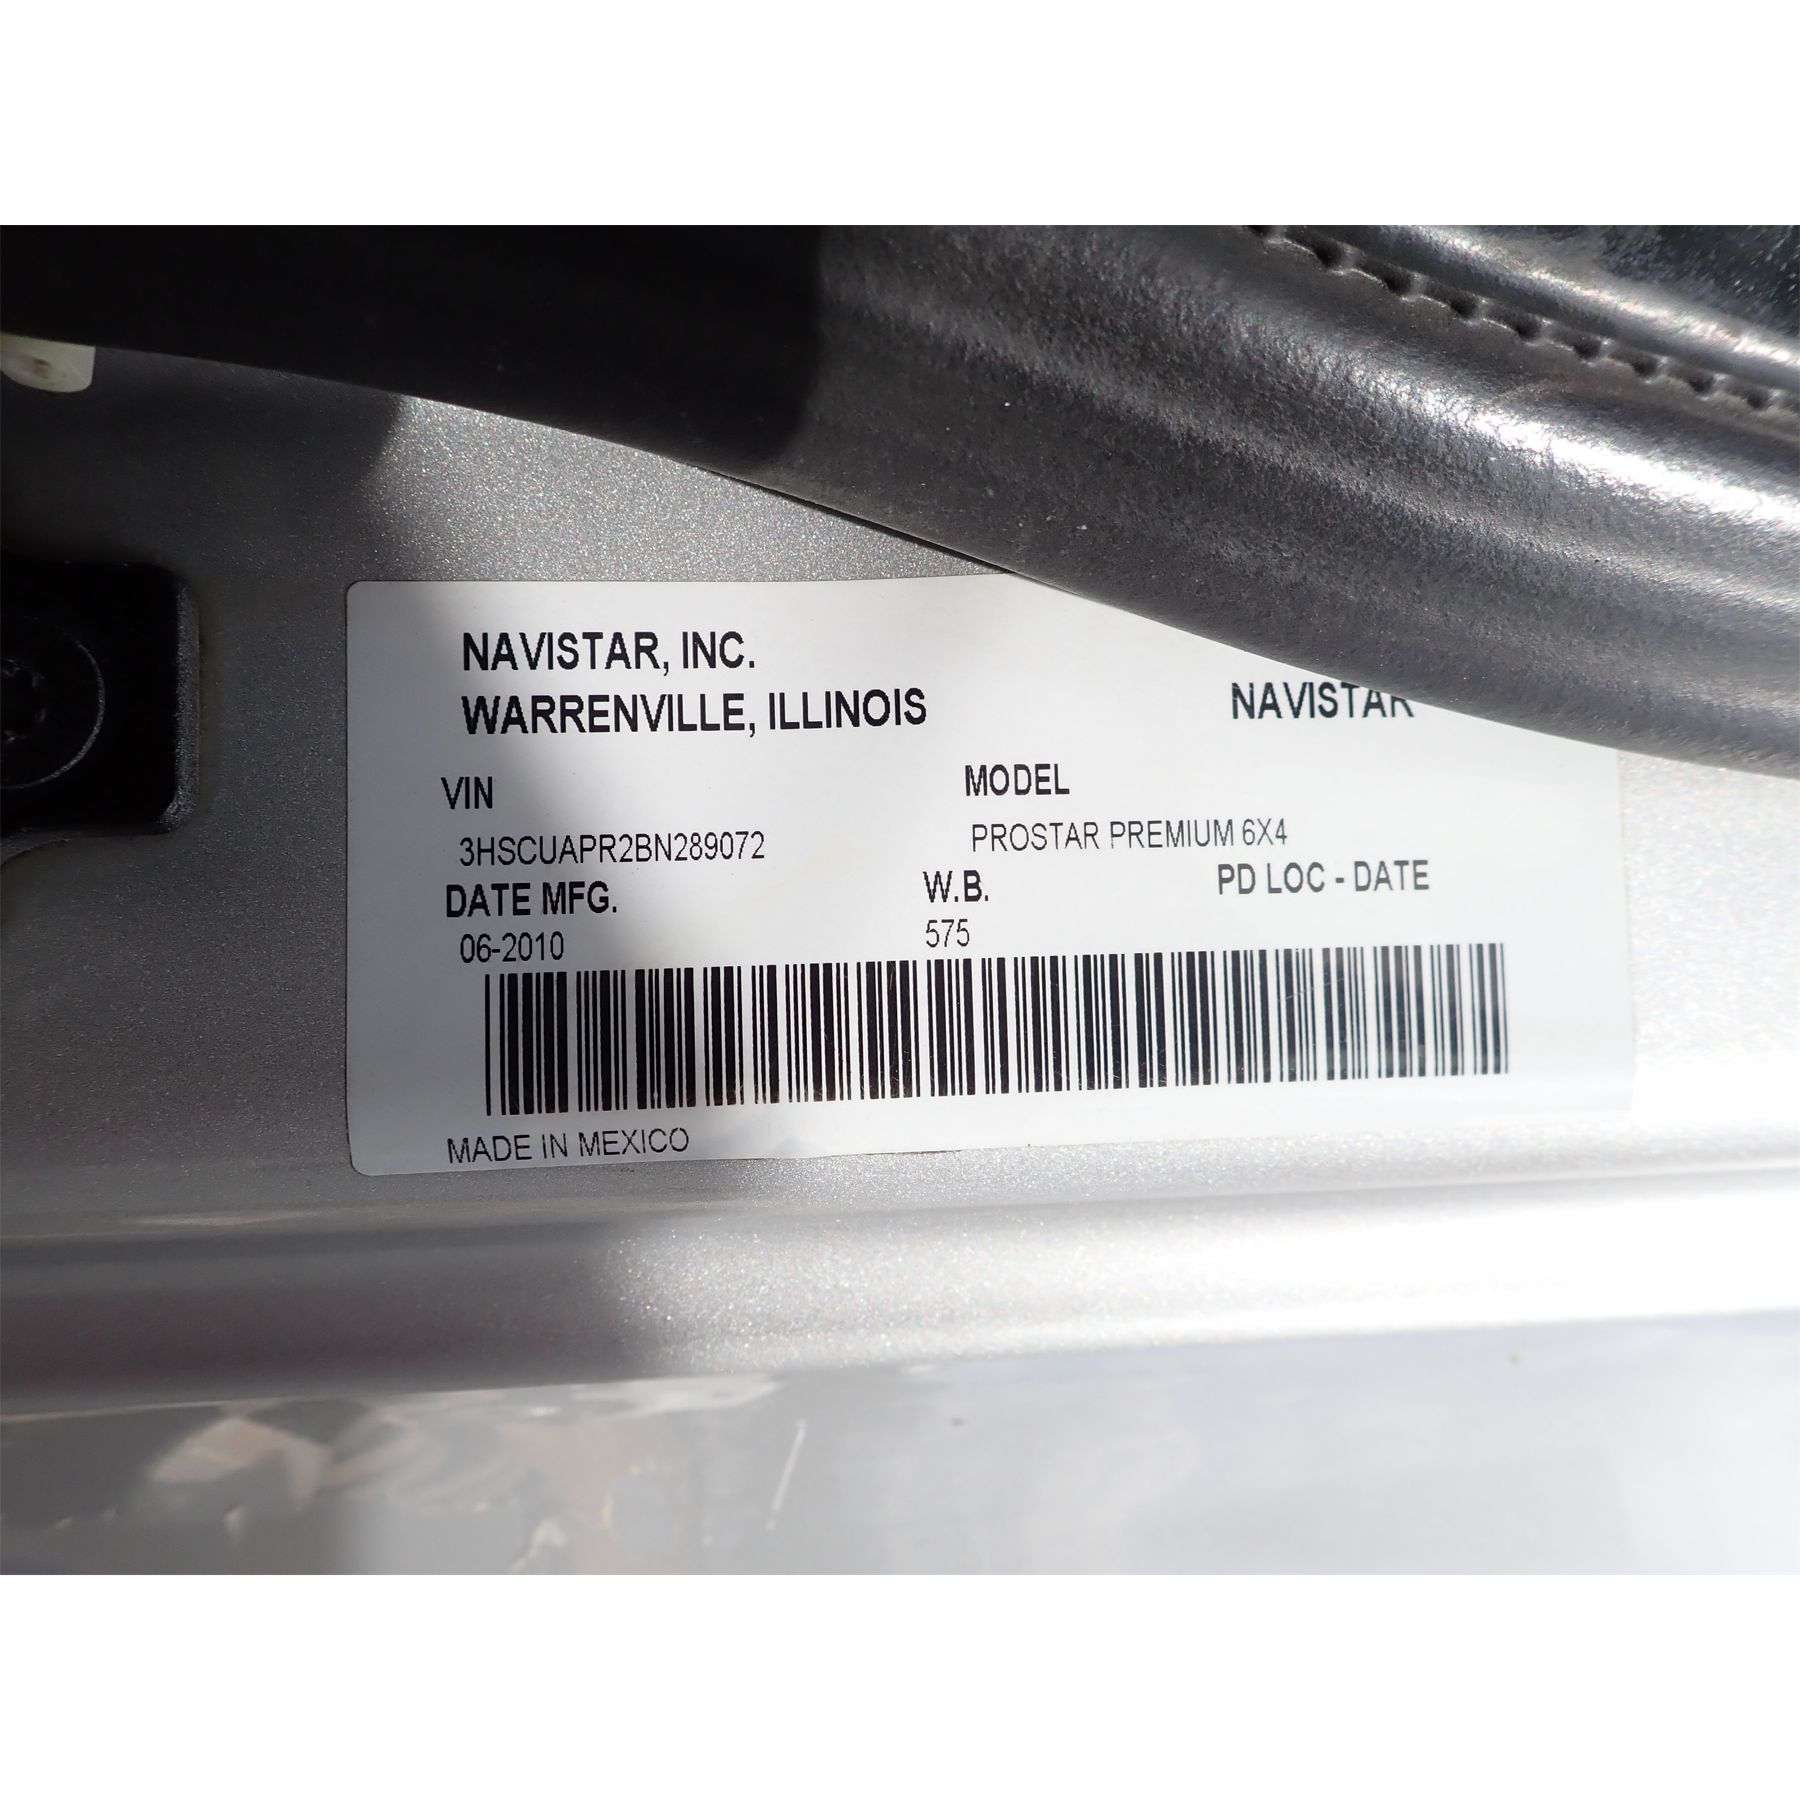 NAVISTAR, INC.
WARRENVILLE, ILLINOIS
NAVISTAR
VIN
MODEL
3HSCUAPR2BN289072
PROSTAR PREMIUM 6X4
DATE MFG.
W.B.
PD LOC - DATE
06-2010
575
MADE IN MEXICO